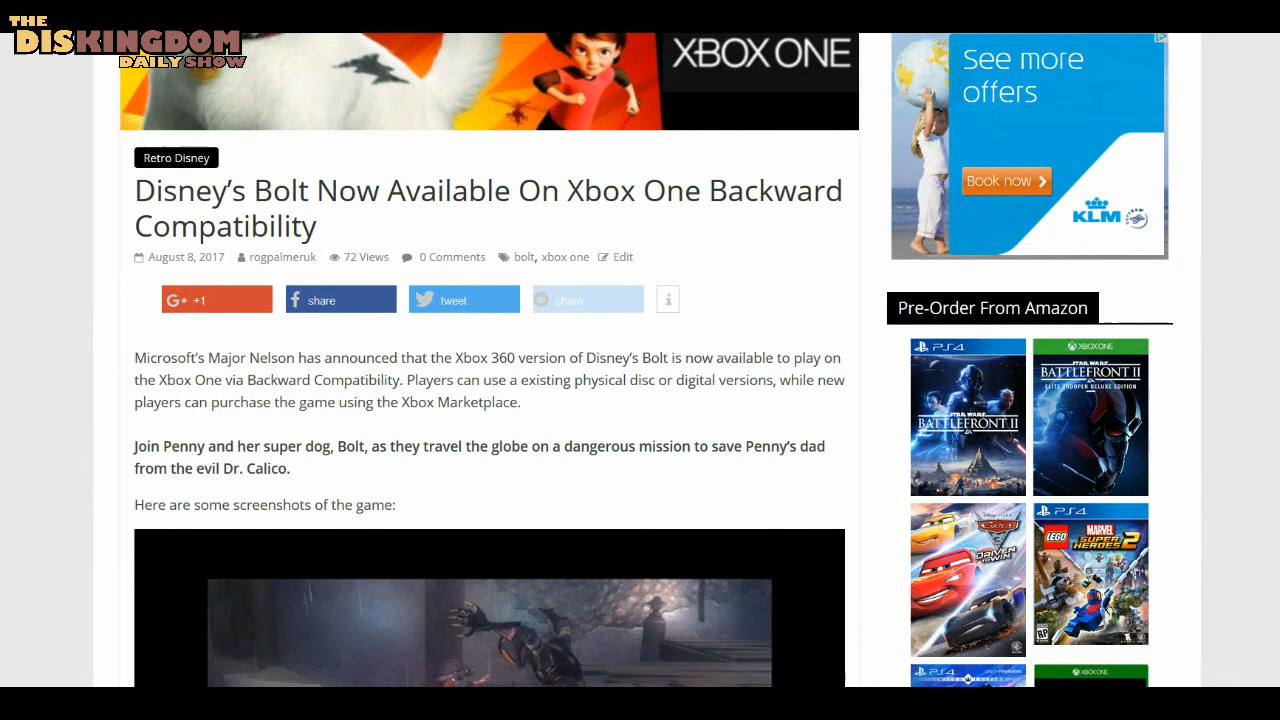 THE
DISKINGDOM
DAILY SHOW
XBOX ONE
Retro Disney
Disney’s Bolt Now Available On Xbox One Backward
Compatibility
August 8, 2017 rogpalmeruk 72 Views 0 Comments bolt, xbox one Edit
G+ +1
share
tweet
share
Microsoft’s Major Nelson has announced that the Xbox 360 version of Disney’s Bolt is now available to play on
the Xbox One via Backward Compatibility. Players can use a existing physical disc or digital versions, while new
players can purchase the game using the Xbox Marketplace.
Join Penny and her super dog, Bolt, as they travel the globe on a dangerous mission to save Penny’s dad
from the evil Dr. Calico.
Here are some screenshots of the game:
See more
offers
Book now
KLM
Pre-Order From Amazon
PS4
STAR WARS
BATTLEFRONT II
XBOX ONE
STAR WARS
BATTLEFRONT II
ELITE TROOPER DELUXE EDITION
Cars 3
DRIVEN
TO WIN
PS4
LEGO
MARVEL
SUPER HEROES 2
RP
PS4
XBOX ONE